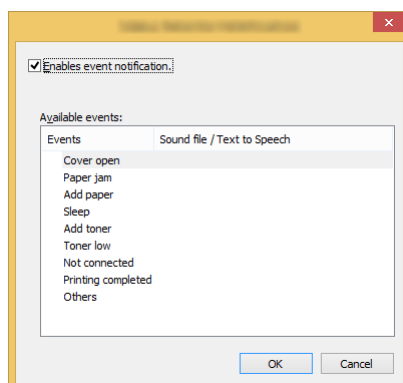 Enables event notification.
Available events:
Events Sound file / Text to Speech
Cover open
Paper jam
Add paper
Sleep
Add toner
Toner low
Not connected
Printing completed
Others
OK Cancel